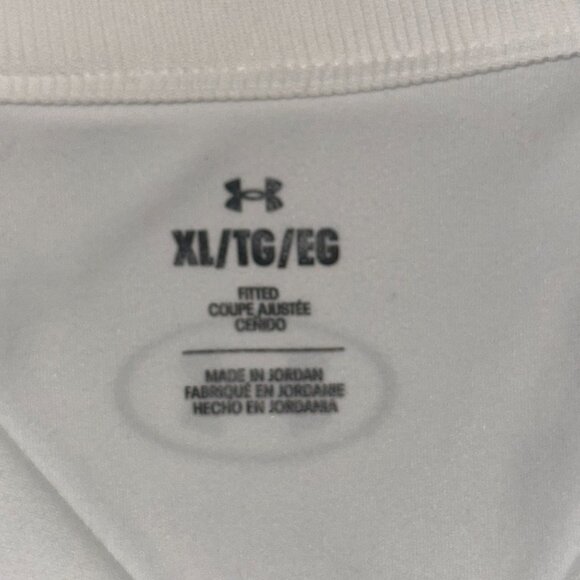 XL/TG/EG
FITTED
COUPE AJUSTÉE
CEÑIDO
MADE IN JORDAN
FABRIQUÉ EN JORDANIE
HECHO EN JORDANIA